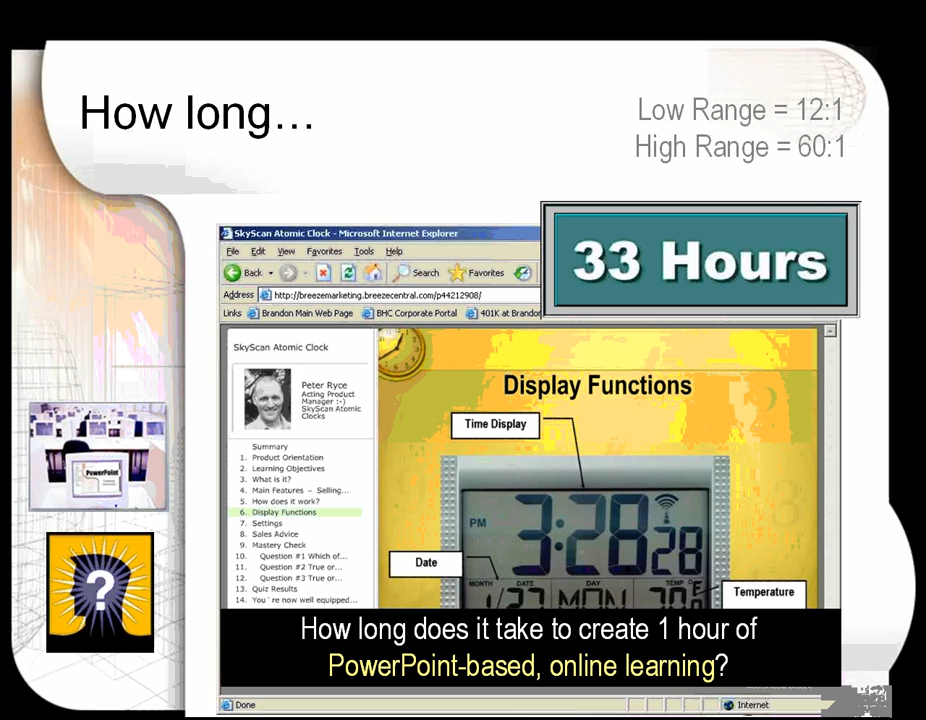 How long…
Low Range = 12:1
High Range = 60:1
33 Hours
SkyScan Atomic Clock - Microsoft Internet Explorer
File Edit View Favorites Tools Help
Back Search Favorites
Address http://breezemarketing.breezecentral.com/p44212908/
Links Brandon Main Web Page BHC Corporate Portal 401K at Brandon
SkyScan Atomic Clock
Peter Ryce
Acting Product
Manager :-)
SkyScan Atomic
Clocks
Summary
1. Product Orientation
2. Learning Objectives
3. What is it?
4. Main Features – Selling...
5. How does it work?
6. Display Functions
7. Settings
8. Sales Advice
9. Mastery Check
10. Question #1 Which of...
11. Question #2 True or...
12. Question #3 True or...
13. Quiz Results
14. You ' re now well equipped...
Display Functions
Time Display
PM 3:28 28
Date
MONTH DATE DAY TEMP
1/27 MON 70
Temperature
PowerPoint
?
How long does it take to create 1 hour of
PowerPoint-based, online learning?
Done Internet